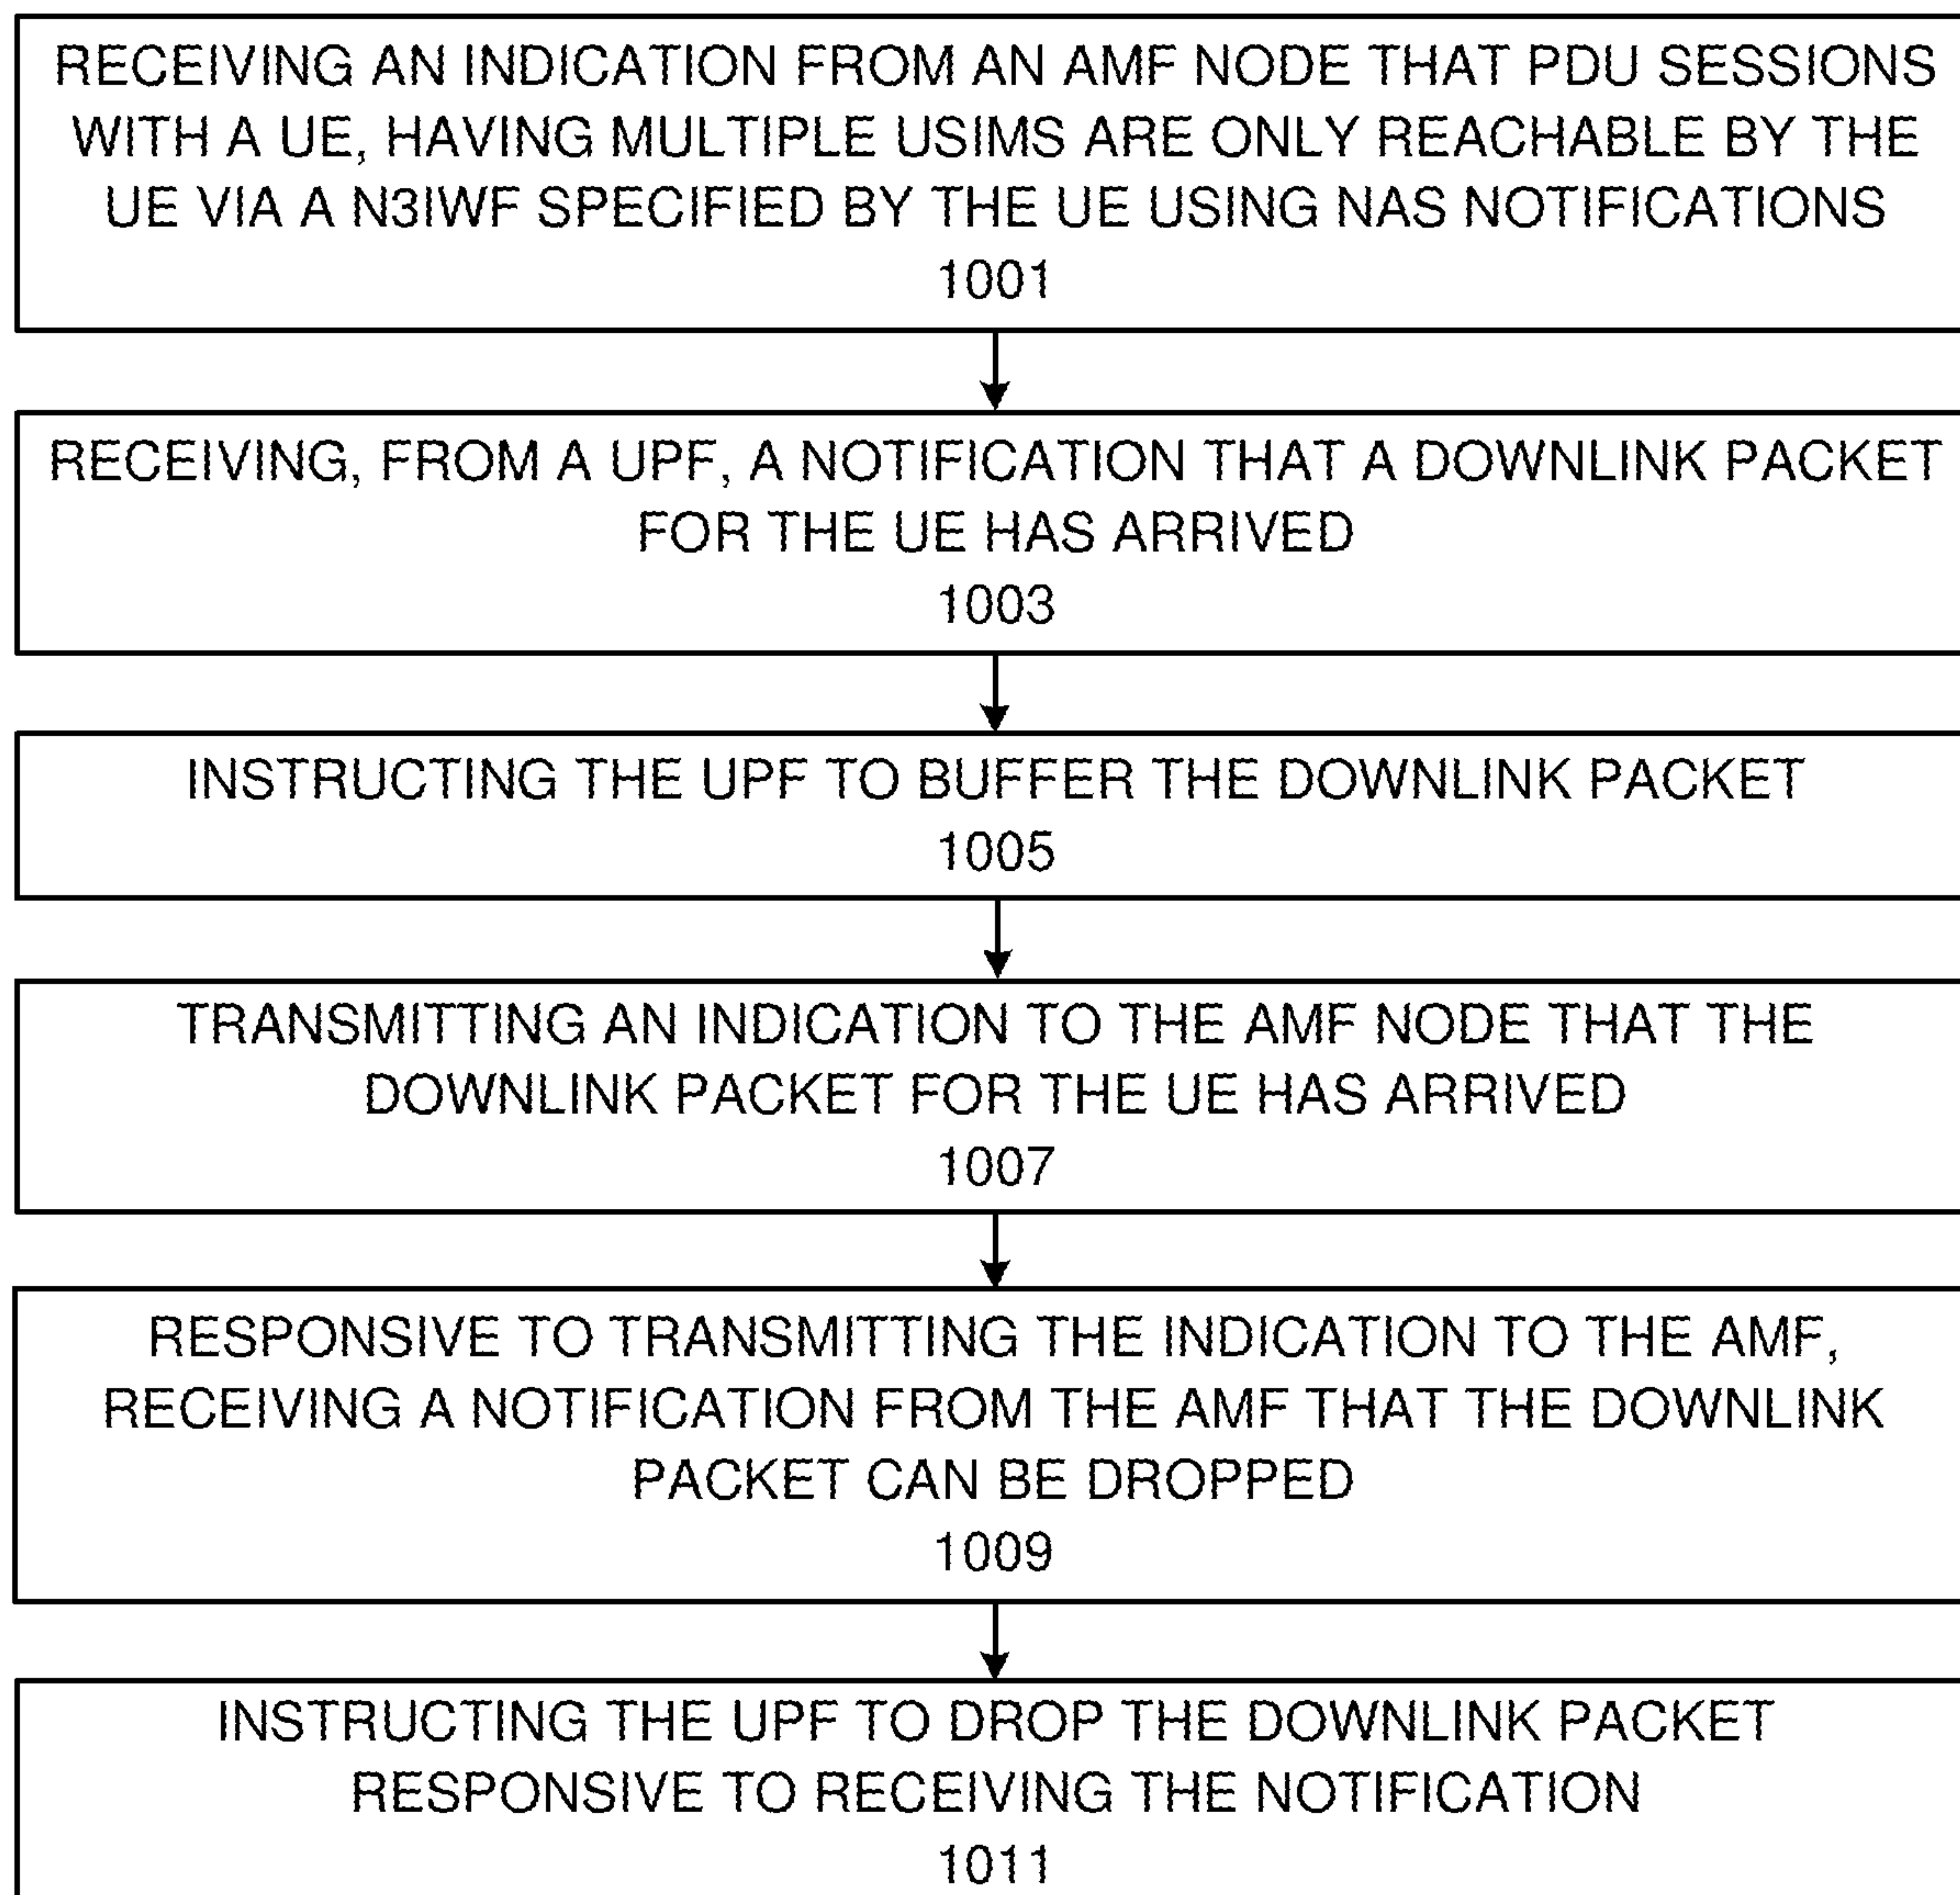 RECEIVING AN INDICATION FROM AN AMF NODE THAT PDU SESSIONS
WITH A UE, HAVING MULTIPLE USIMS ARE ONLY REACHABLE BY THE
UE VIA A N3IWF SPECIFIED BY THE UE USING NAS NOTIFICATIONS
1001
RECEIVING, FROM A UPF, A NOTIFICATION THAT A DOWNLINK PACKET
FOR THE UE HAS ARRIVED
1003
INSTRUCTING THE UPF TO BUFFER THE DOWNLINK PACKET
1005
TRANSMITTING AN INDICATION TO THE AMF NODE THAT THE
DOWNLINK PACKET FOR THE UE HAS ARRIVED
1007
RESPONSIVE TO TRANSMITTING THE INDICATION TO THE AMF,
RECEIVING A NOTIFICATION FROM THE AMF THAT THE DOWNLINK
PACKET CAN BE DROPPED
1009
INSTRUCTING THE UPF TO DROP THE DOWNLINK PACKET
RESPONSIVE TO RECEIVING THE NOTIFICATION
1011